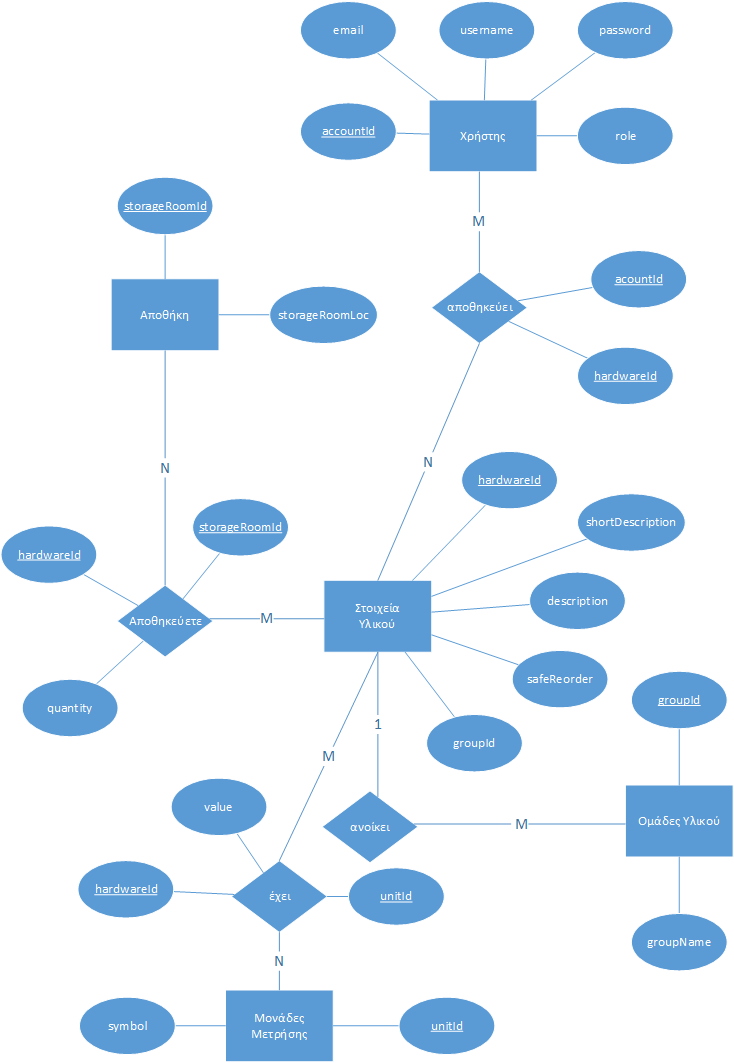 email
username
password
accountId
Χρήστης
role
storageRoomId
M
Αποθήκη
storageRoomLoc
αποθηκεύει
acountId
hardwareId
N
N
hardwareId
shortDescription
storageRoomId
hardwareId
Αποθηκεύετε
M
Στοιχεία
Υλικού
description
safeReorder
quantity
groupId
1
groupId
M
value
ανοίκει
M
Ομάδες Υλικού
hardwareId
έχει
unitId
groupName
N
symbol
Μονάδες
Μετρήσης
unitId